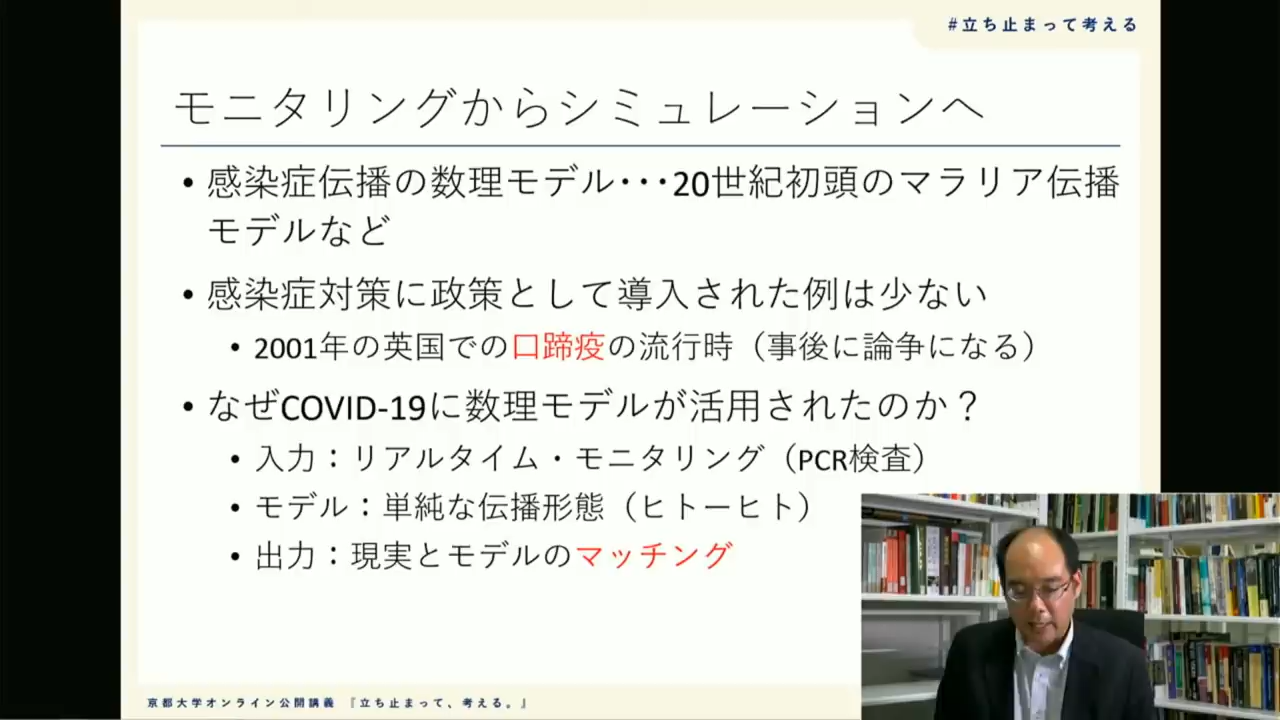 #立ち止まって考える
モニタリングからシミュレーションへ
• 感染症伝播の数理モデル･･･20世紀初頭のマラリア伝播
モデルなど
• 感染症対策に政策として導入された例は少ない
• 2001年の英国での口蹄疫の流行時（事後に論争になる）
• なぜCOVID-19に数理モデルが活用されたのか？
• 入力：リアルタイム・モニタリング（PCR検査）
• モデル：単純な伝播形態（ヒトーヒト）
• 出力：現実とモデルのマッチング
京都大学オンライン公開講義 『立ち止まって、考える。』